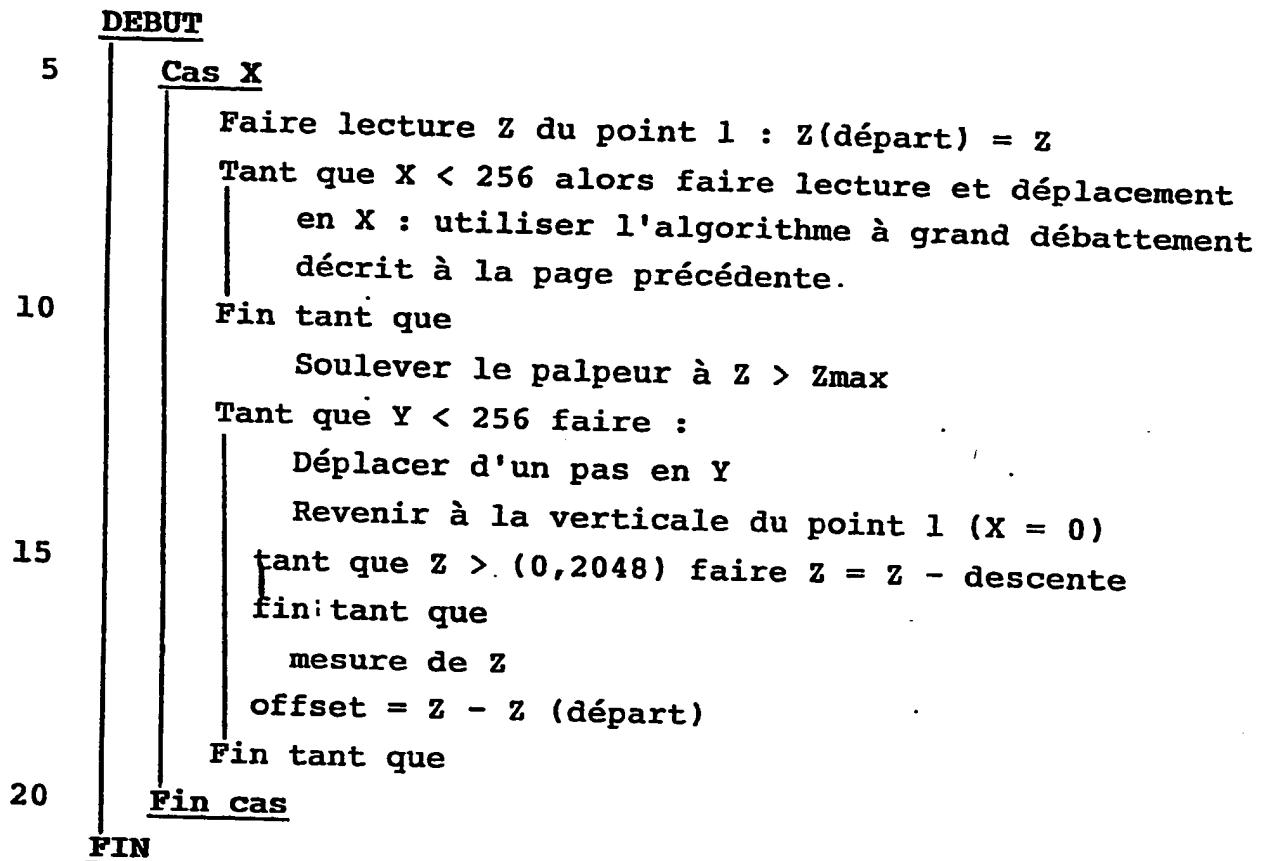 DEBUT
5 Cas X
Faire lecture Z du point 1 : Z(départ) = Z
Tant que X < 256 alors faire lecture et déplacement
en X : utiliser l'algorithme à grand débattement
décrit à la page précédente.
10 Fin tant que
Soulever le palpeur à Z > Zmax
Tant que Y < 256 faire :
Déplacer d'un pas en Y
Revenir à la verticale du point 1 (X = 0)
15 tant que Z > (0,2048) faire Z = Z - descente
fin tant que
mesure de Z
offset = Z - Z (départ)
Fin tant que
20 Fin cas
FIN